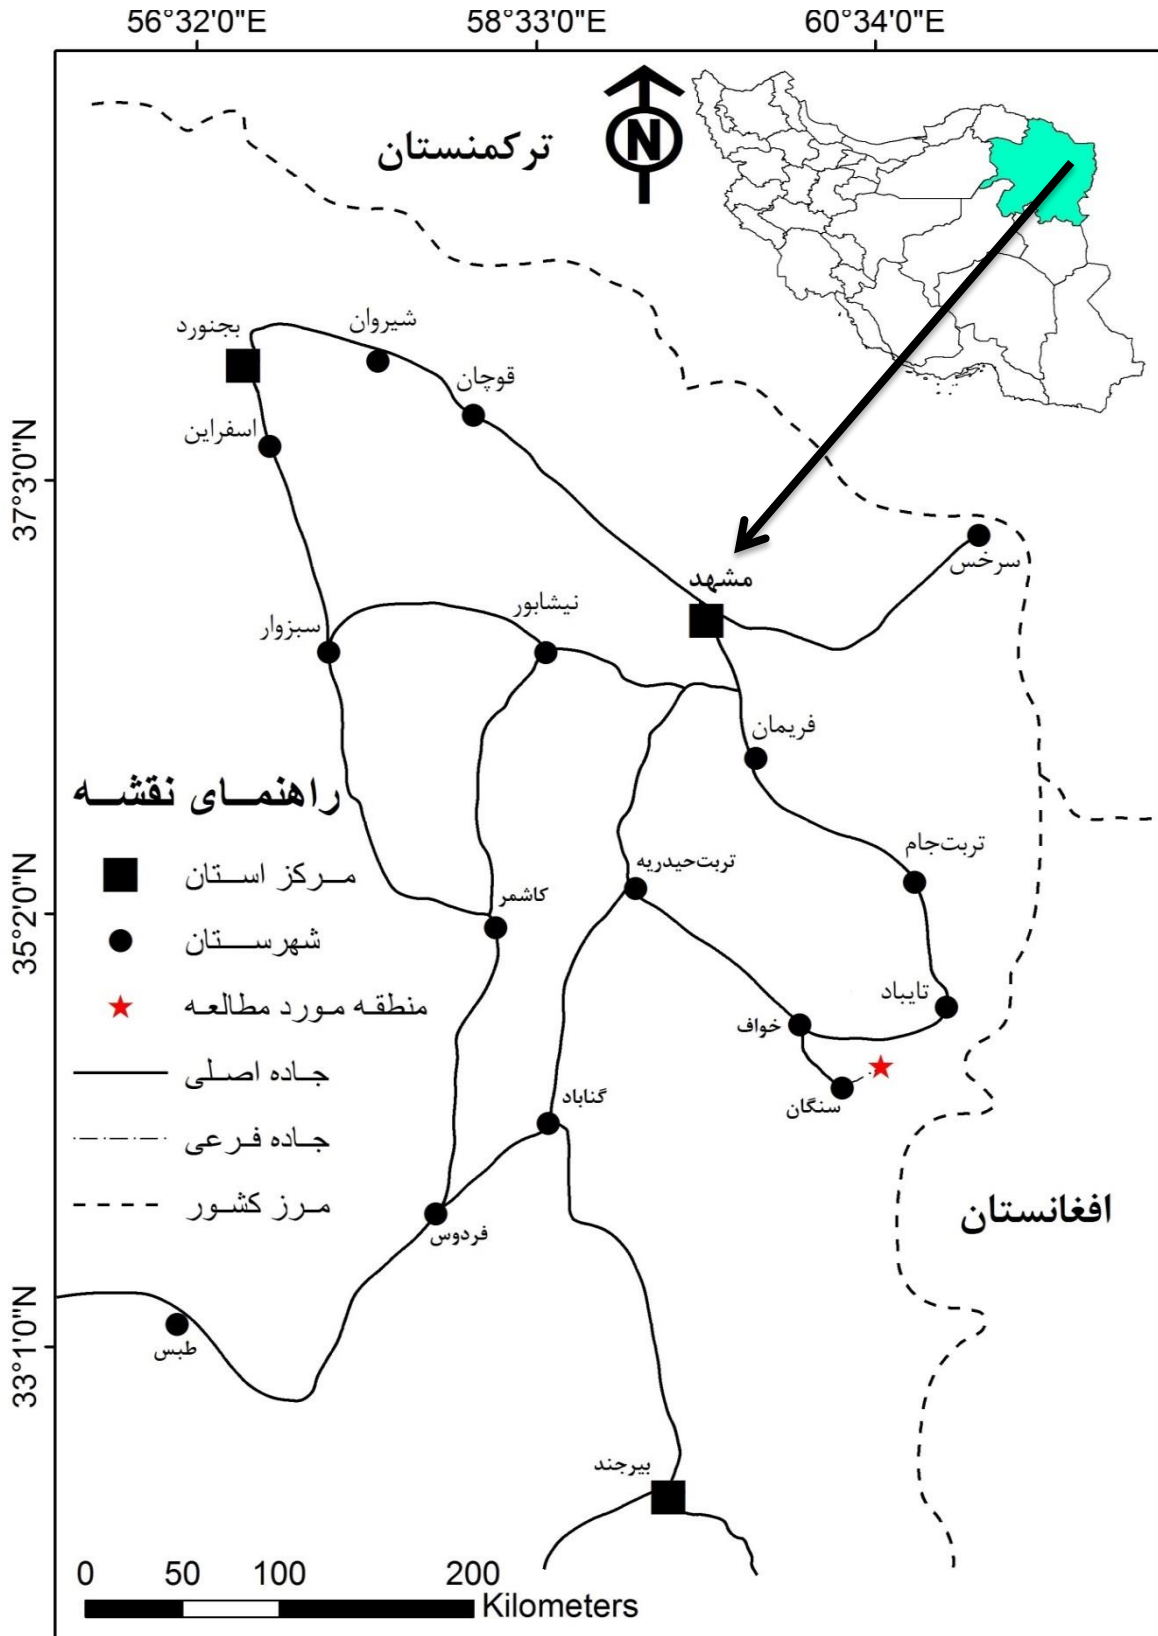 56°32'0"E
58°33'0"E
60°34'0"E
37°3'0"N
35°2'0"N
33°1'0"N
ترکمنستان
N
بجنورد
شیروان
قوچان
اسفراین
سرخس
مشهد
نیشابور
سبزوار
فریمان
تربت‌جام
تربت‌حیدریه
کاشمر
تایباد
خواف
سنگان
گناباد
افغانستان
فردوس
طبس
بیرجند
راهنمای نقشه
مرکز استان
شهرستان
منطقه مورد مطالعه
جاده اصلی
جاده فرعی
مرز کشور
0 50 100 200
Kilometers